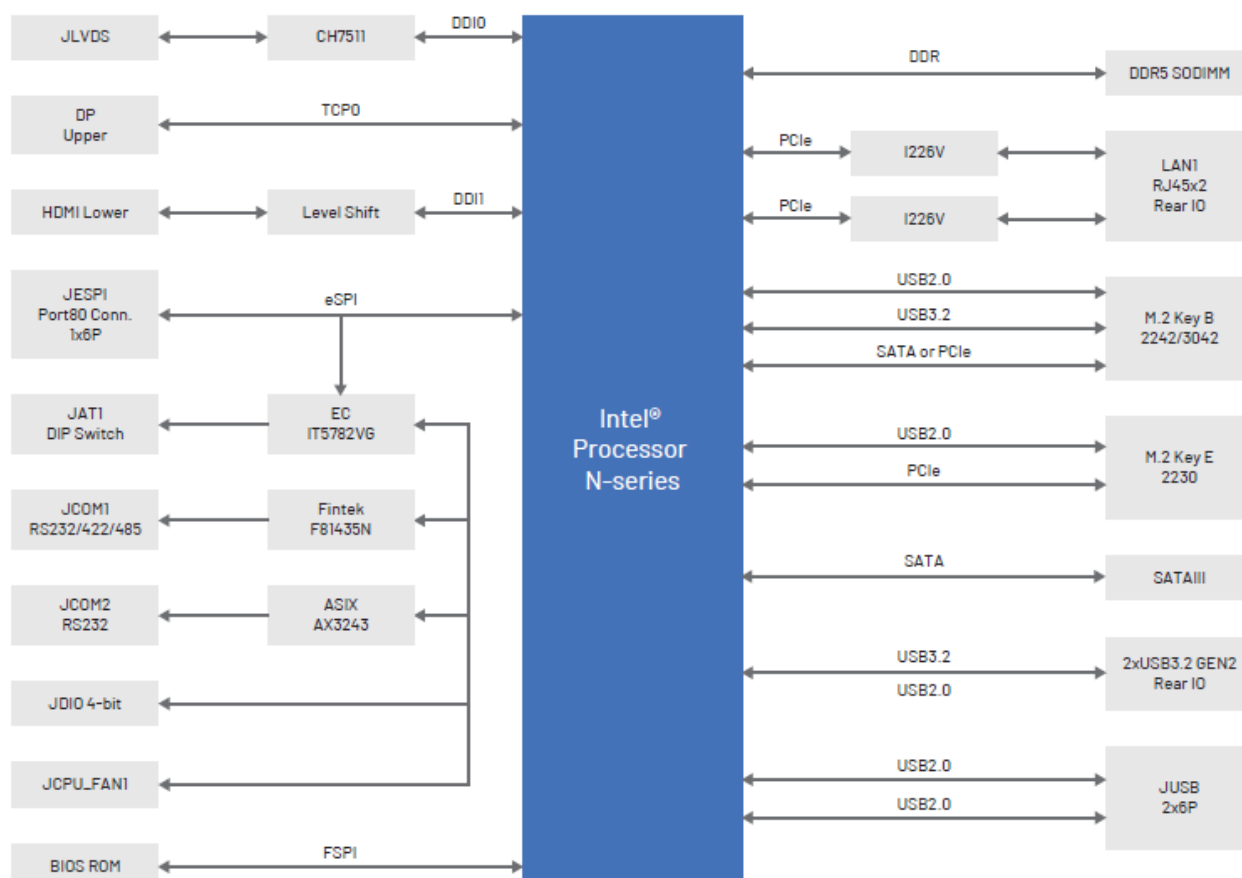 JLVDS
CH7511
DDI0
DP
Upper
TCP0
HDMI Lower
Level Shift
DDI1
JESPI
Port80 Conn.
1x6P
eSPI
JAT1
DIP Switch
EC
IT5782VG
JCOM1
RS232/422/485
Fintek
F81435N
JCOM2
RS232
ASIX
AX3243
JDIO 4-bit
JCPU_FAN1
BIOS ROM
FSPI
Intel®
Processor
N-series
DDR
DDR5 SODIMM
PCIe
I226V
PCIe
I226V
LAN1
RJ45x2
Rear IO
USB2.0
USB3.2
SATA or PCIe
M.2 Key B
2242/3042
USB2.0
PCIe
M.2 Key E
2230
SATA
SATAIII
USB3.2
USB2.0
2xUSB3.2 GEN2
Rear IO
USB2.0
USB2.0
JUSB
2x6P